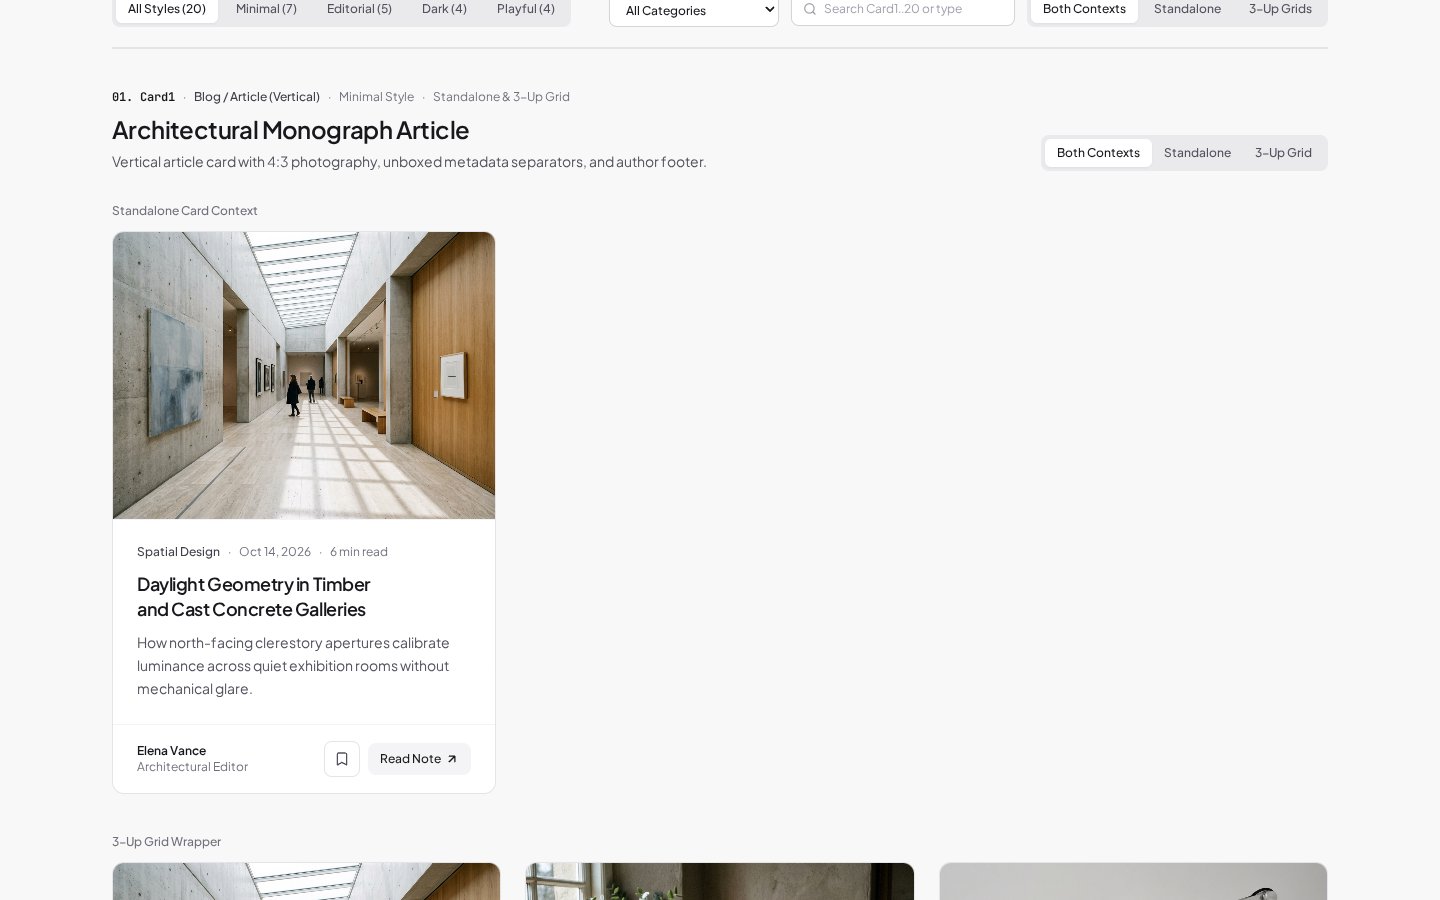 All Styles (20) Minimal (7) Editorial (5) Dark (4) Playful (4) All Categories Search Card1..20 or type Both Contexts Standalone 3-Up Grids
01. Card1 · Blog / Article (Vertical) · Minimal Style · Standalone & 3-Up Grid
Architectural Monograph Article
Vertical article card with 4:3 photography, unboxed metadata separators, and author footer.
Both Contexts Standalone 3-Up Grid
Standalone Card Context
Spatial Design · Oct 14, 2026 · 6 min read
Daylight Geometry in Timber
and Cast Concrete Galleries
How north-facing clerestory apertures calibrate
luminance across quiet exhibition rooms without
mechanical glare.
Elena Vance
Architectural Editor
Read Note
3-Up Grid Wrapper